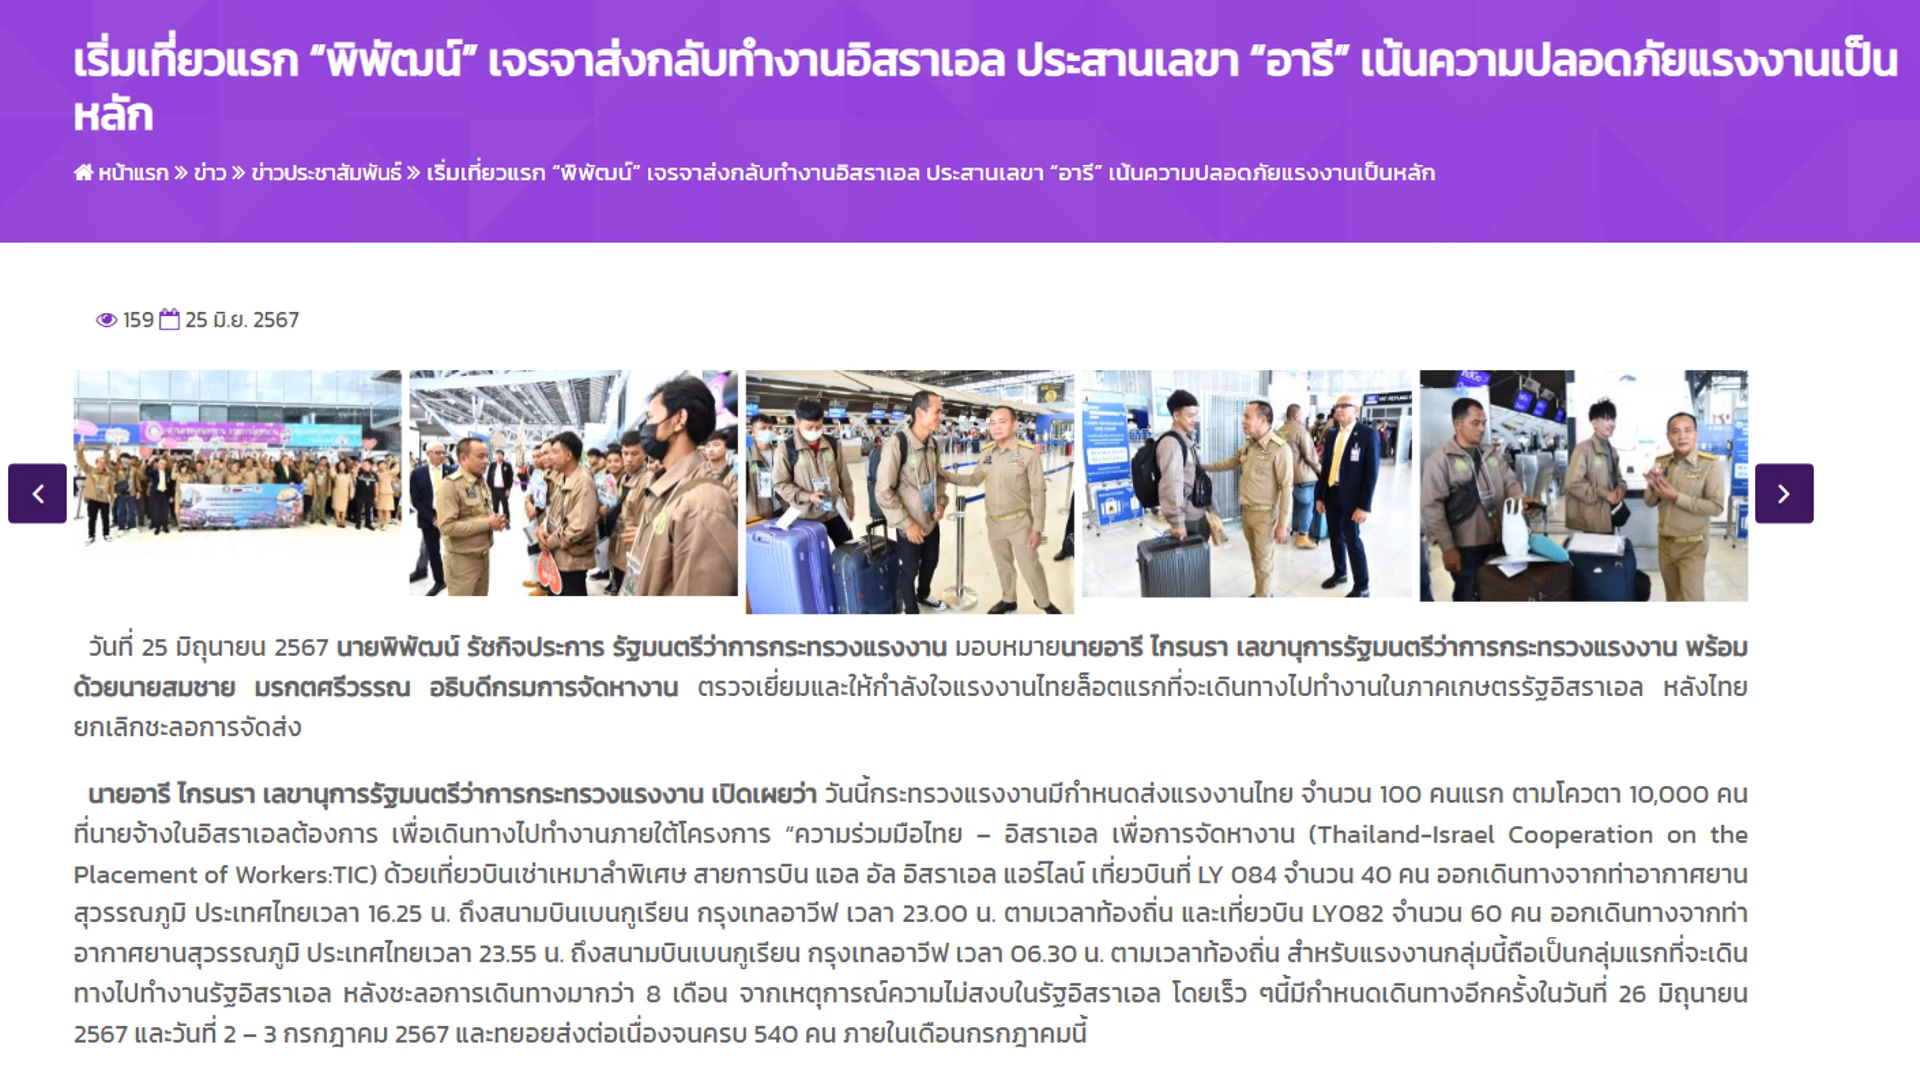 เริ่มเที่ยวแรก “พิพัฒน์” เจรจาส่งกลับทำงานอิสราเอล ประสานเลขา “อารี” เน้นความปลอดภัยแรงงานเป็น
หลัก
หน้าแรก » ข่าว » ข่าวประชาสัมพันธ์ » เริ่มเที่ยวแรก “พิพัฒน์” เจรจาส่งกลับทำงานอิสราเอล ประสานเลขา “อารี” เน้นความปลอดภัยแรงงานเป็นหลัก
159 25 มิ.ย. 2567
วันที่ 25 มิถุนายน 2567 นายพิพัฒน์ รัชกิจประการ รัฐมนตรีว่าการกระทรวงแรงงาน มอบหมายนายอารี ไกรนรา เลขานุการรัฐมนตรีว่าการกระทรวงแรงงาน พร้อม
ด้วยนายสมชาย มรกตศรีวรรณ อธิบดีกรมการจัดหางาน ตรวจเยี่ยมและให้กำลังใจแรงงานไทยล็อตแรกที่จะเดินทางไปทำงานในภาคเกษตรรัฐอิสราเอล หลังไทย
ยกเลิกชะลอการจัดส่ง
นายอารี ไกรนรา เลขานุการรัฐมนตรีว่าการกระทรวงแรงงาน เปิดเผยว่า วันนี้กระทรวงแรงงานมีกำหนดส่งแรงงานไทย จำนวน 100 คนแรก ตามโควตา 10,000 คน
ที่นายจ้างในอิสราเอลต้องการ เพื่อเดินทางไปทำงานภายใต้โครงการ “ความร่วมมือไทย – อิสราเอล เพื่อการจัดหางาน (Thailand-Israel Cooperation on the
Placement of Workers:TIC) ด้วยเที่ยวบินเช่าเหมาลำพิเศษ สายการบิน แอล อัล อิสราเอล แอร์ไลน์ เที่ยวบินที่ LY 084 จำนวน 40 คน ออกเดินทางจากท่าอากาศยาน
สุวรรณภูมิ ประเทศไทยเวลา 16.25 น. ถึงสนามบินเบนกูเรียน กรุงเทลอาวีฟ เวลา 23.00 น. ตามเวลาท้องถิ่น และเที่ยวบิน LY082 จำนวน 60 คน ออกเดินทางจากท่า
อากาศยานสุวรรณภูมิ ประเทศไทยเวลา 23.55 น. ถึงสนามบินเบนกูเรียน กรุงเทลอาวีฟ เวลา 06.30 น. ตามเวลาท้องถิ่น สำหรับแรงงานกลุ่มนี้ถือเป็นกลุ่มแรกที่จะเดิน
ทางไปทำงานรัฐอิสราเอล หลังชะลอการเดินทางมากว่า 8 เดือน จากเหตุการณ์ความไม่สงบในรัฐอิสราเอล โดยเร็ว ๆนี้มีกำหนดเดินทางอีกครั้งในวันที่ 26 มิถุนายน
2567 และวันที่ 2 – 3 กรกฎาคม 2567 และทยอยส่งต่อเนื่องจนครบ 540 คน ภายในเดือนกรกฎาคมนี้